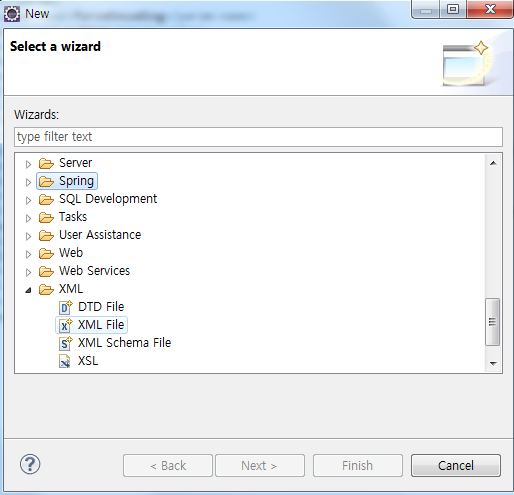 New
Select a wizard
Wizards:
type filter text
Server
Spring
SQL Development
Tasks
User Assistance
Web
Web Services
XML
DTD File
XML File
XML Schema File
XSL
< Back Next > Finish Cancel